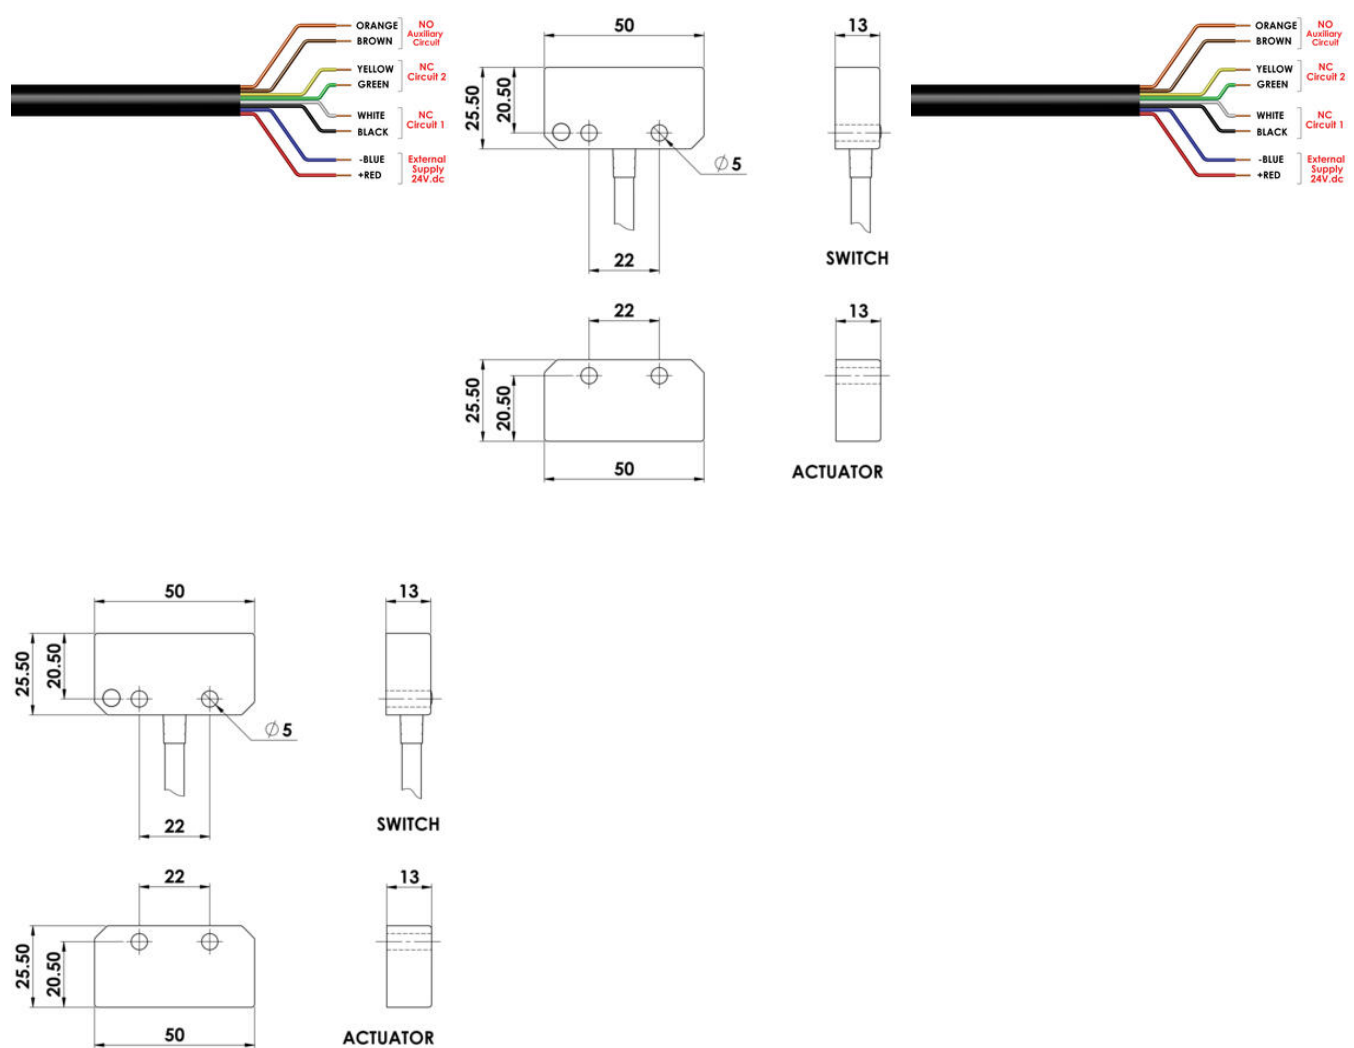 ORANGE
BROWN
NO
Auxiliary
Circuit
YELLOW
GREEN
NC
Circuit 2
WHITE
BLACK
NC
Circuit 1
-BLUE
+RED
External
Supply
24V.dc
50
13
25.50
20.50
Ø 5
22
SWITCH
22
13
25.50
20.50
50
ACTUATOR
ORANGE
BROWN
NO
Auxiliary
Circuit
YELLOW
GREEN
NC
Circuit 2
WHITE
BLACK
NC
Circuit 1
-BLUE
+RED
External
Supply
24V.dc
50
13
25.50
20.50
Ø 5
22
SWITCH
22
13
25.50
20.50
50
ACTUATOR